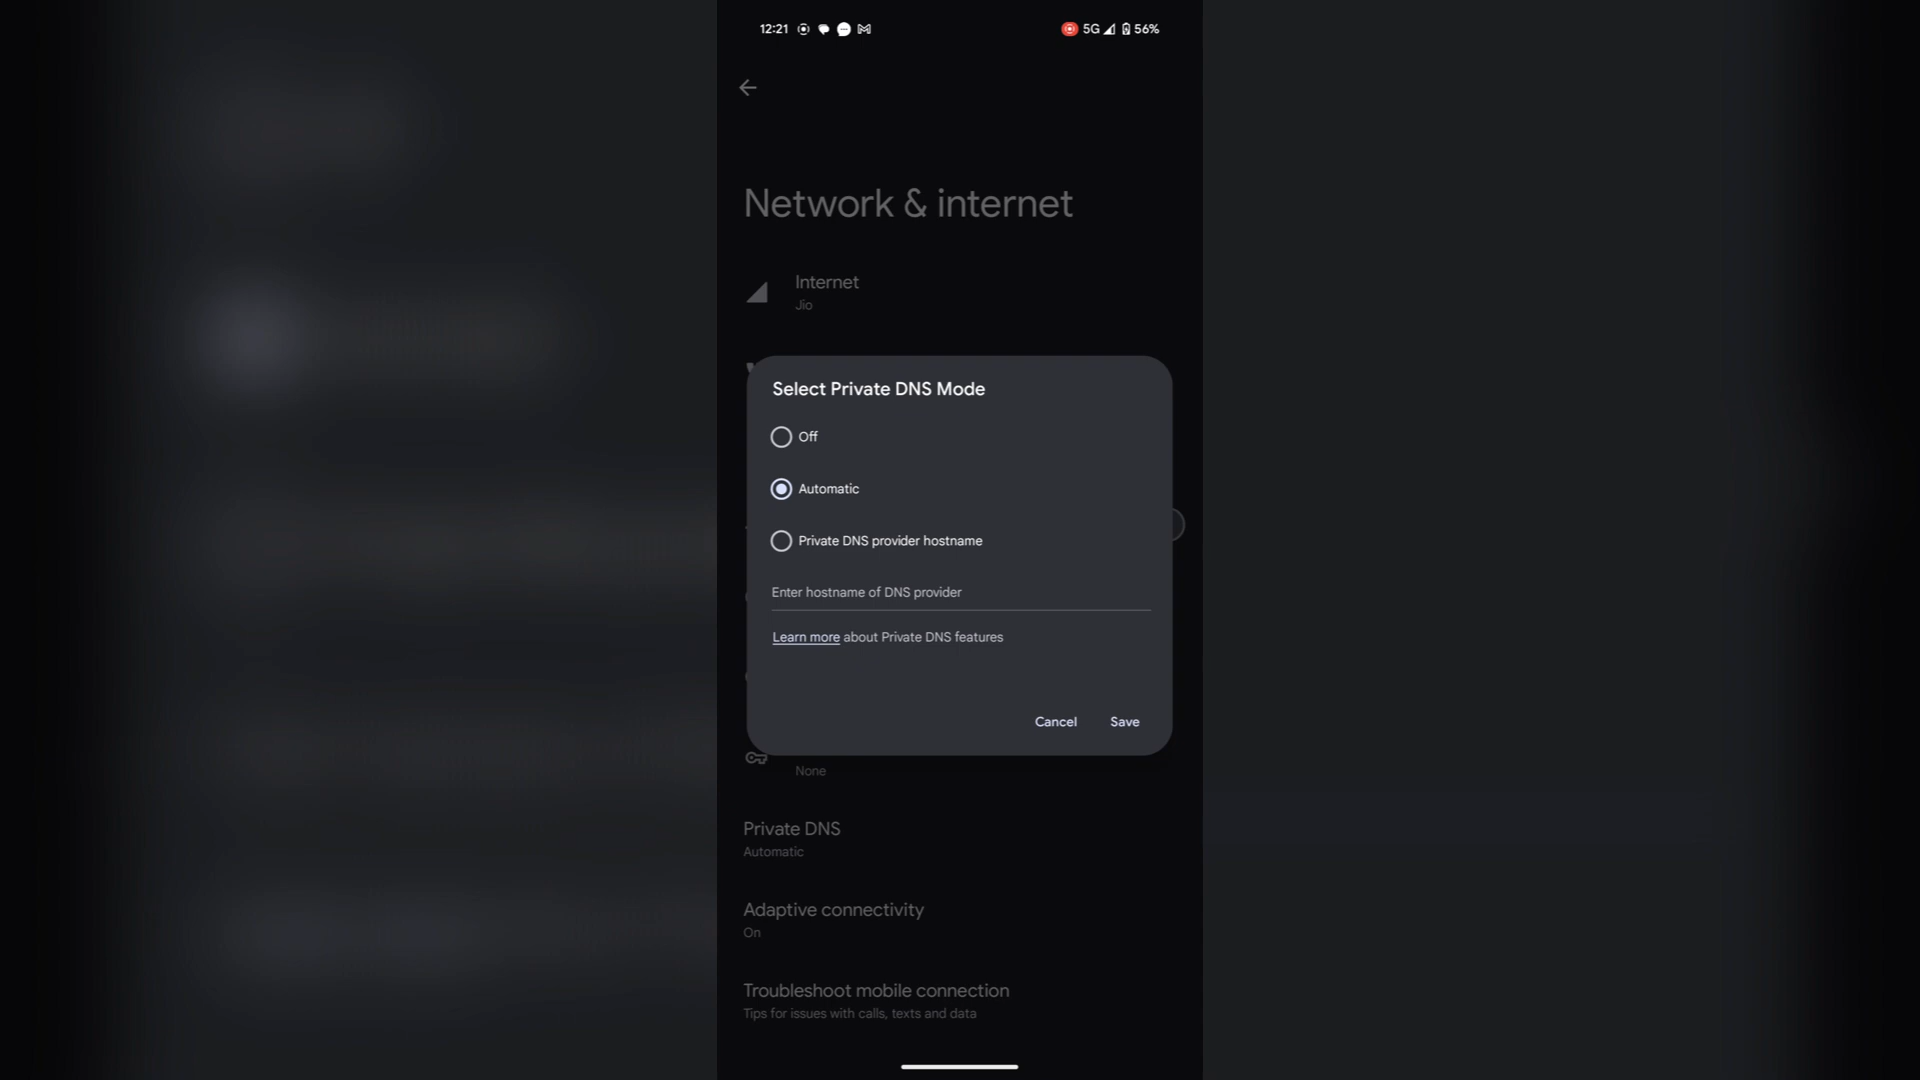 12:21 5G 56%
Network & internet
Internet
Jio
Select Private DNS Mode
Off
Automatic
Private DNS provider hostname
Enter hostname of DNS provider
Learn more about Private DNS features
Cancel Save
None
Private DNS
Automatic
Adaptive connectivity
On
Troubleshoot mobile connection
Tips for issues with calls, texts and data